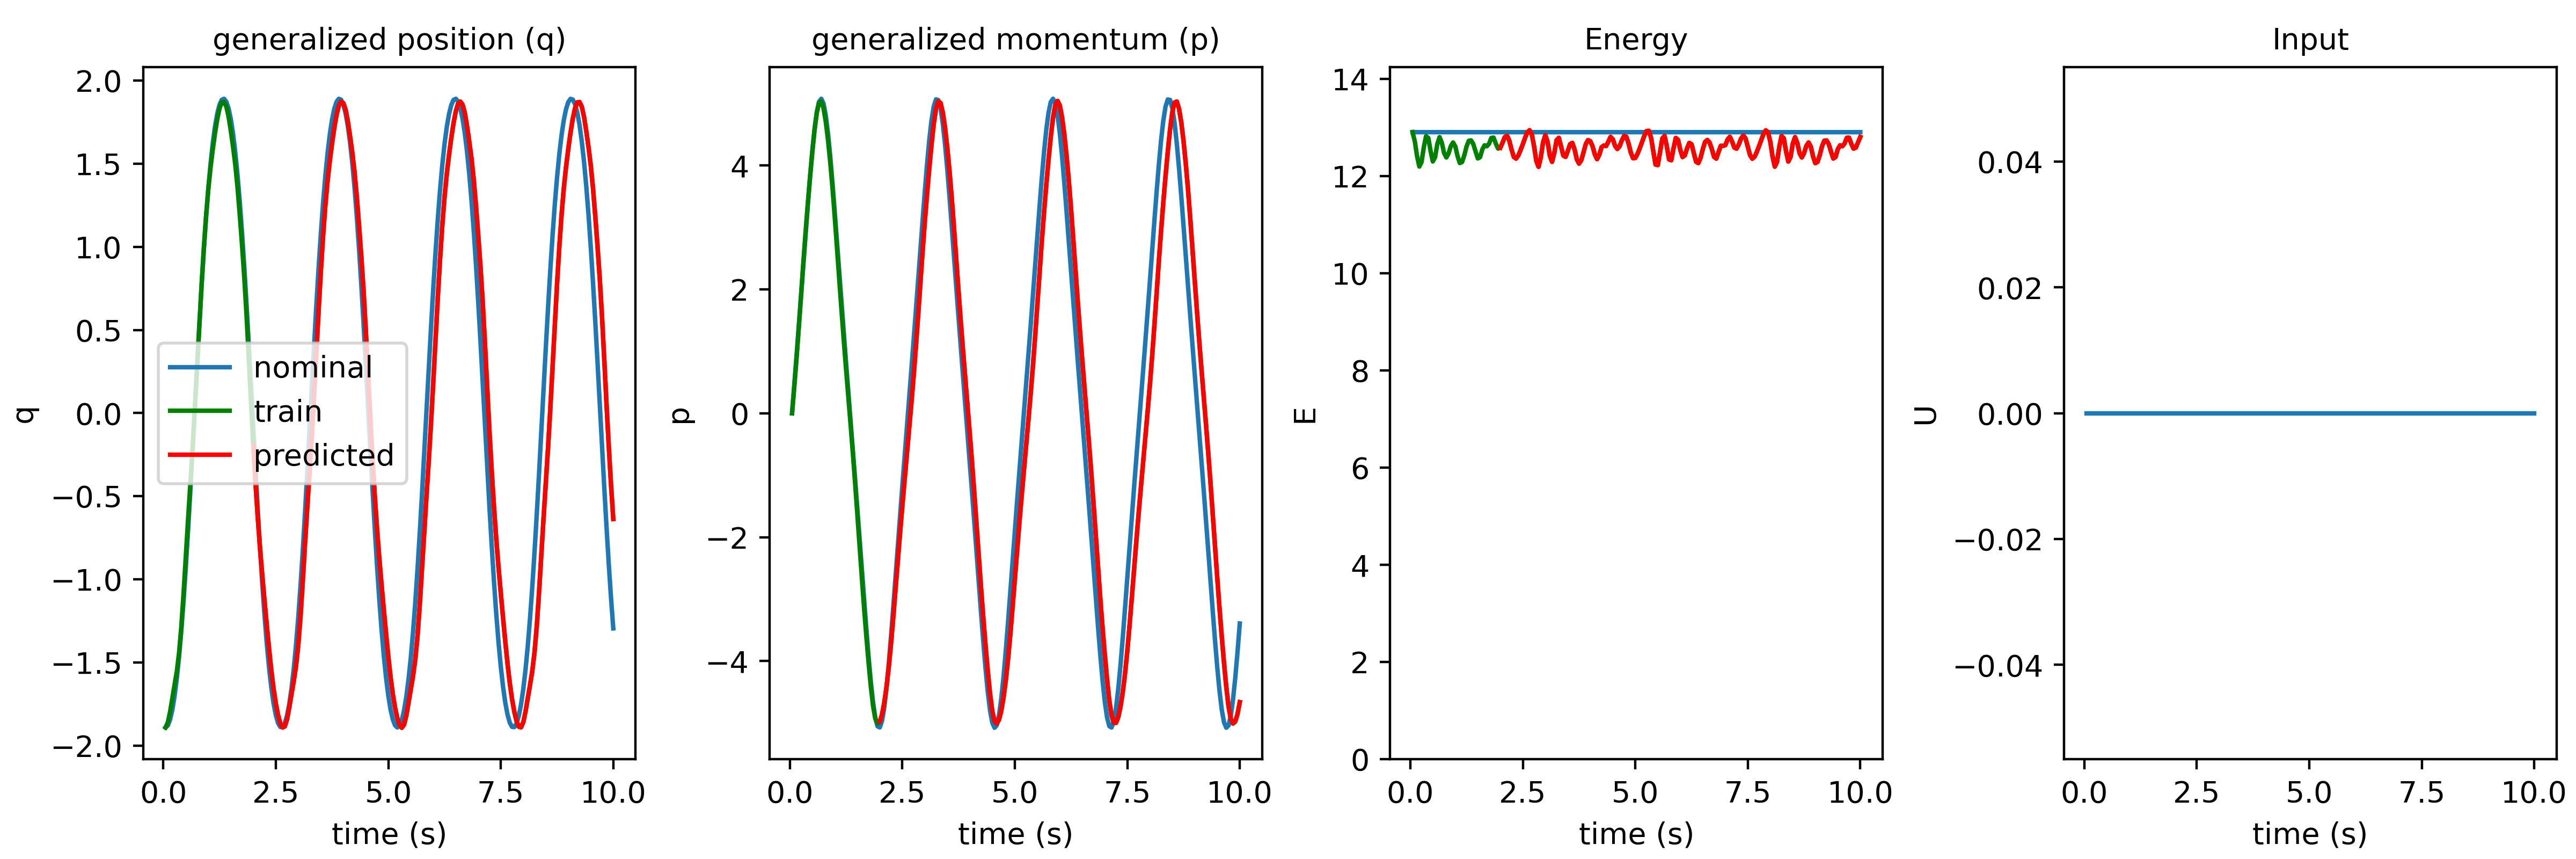 generalized position (q)
2.0
1.5
1.0
0.5
0.0
−0.5
−1.0
−1.5
−2.0
q
nominal
train
predicted
0.0 2.5 5.0 7.5 10.0
time (s)
generalized momentum (p)
4
2
0
−2
−4
p
0.0 2.5 5.0 7.5 10.0
time (s)
Energy
14
12
10
8
6
4
2
0
E
0.0 2.5 5.0 7.5 10.0
time (s)
Input
0.04
0.02
0.00
−0.02
−0.04
U
0.0 2.5 5.0 7.5 10.0
time (s)